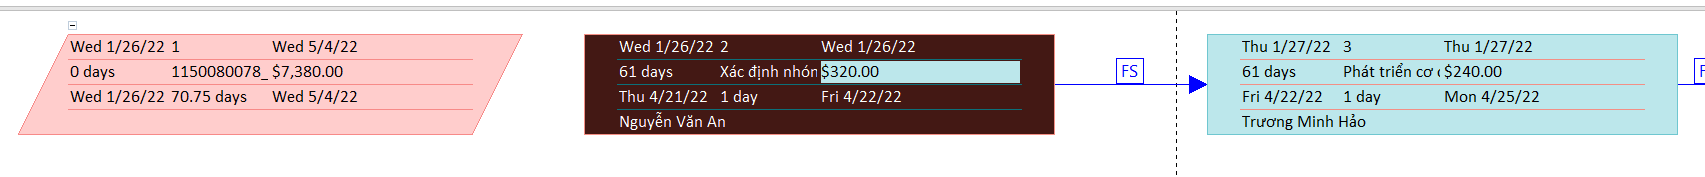 Wed 1/26/22 1 Wed 5/4/22
0 days 1150080078_ $7,380.00
Wed 1/26/22 70.75 days Wed 5/4/22
Wed 1/26/22 2 Wed 1/26/22
61 days Xác định nhón $320.00
Thu 4/21/22 1 day Fri 4/22/22
Nguyễn Văn An
FS
Thu 1/27/22 3 Thu 1/27/22
61 days Phát triển cơ $240.00
Fri 4/22/22 1 day Mon 4/25/22
Trương Minh Hảo